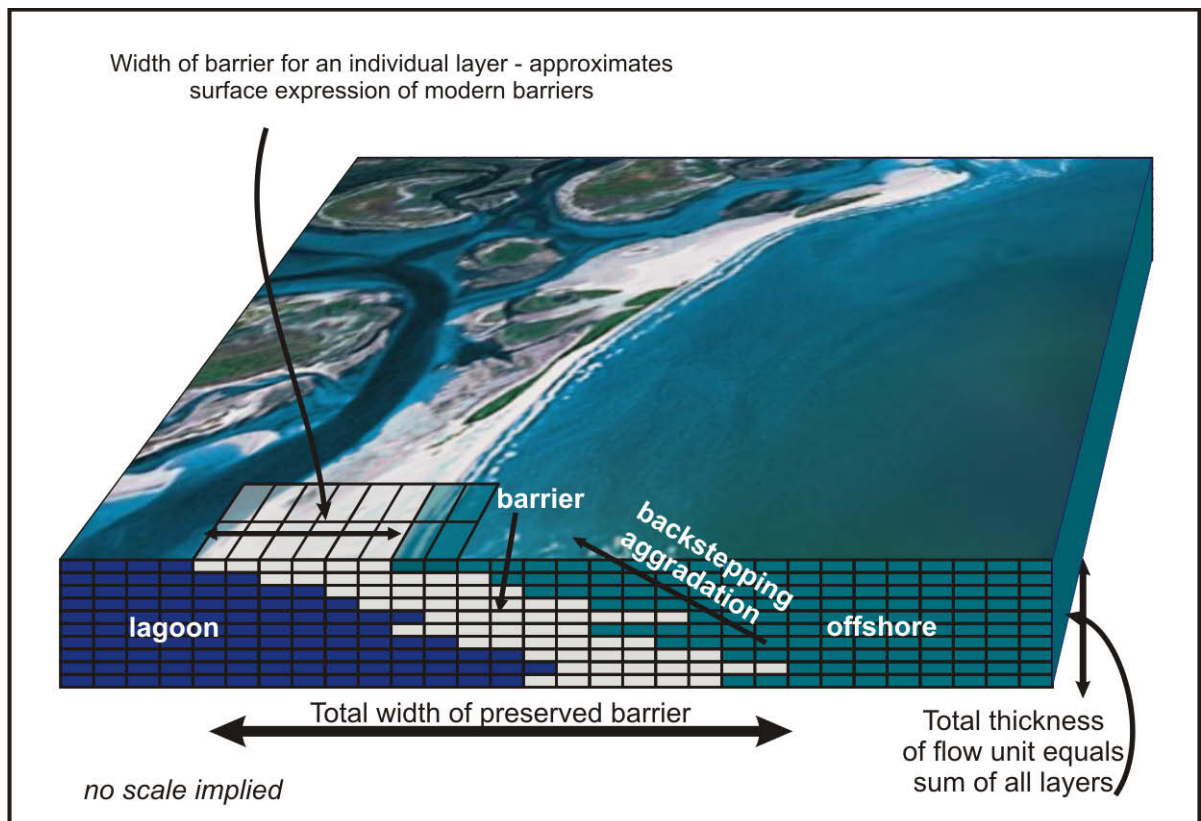 Width of barrier for an individual layer - approximates
surface expression of modern barriers
barrier
backstepping
aggradation
lagoon
offshore
Total width of preserved barrier
Total thickness
of flow unit equals
sum of all layers
no scale implied